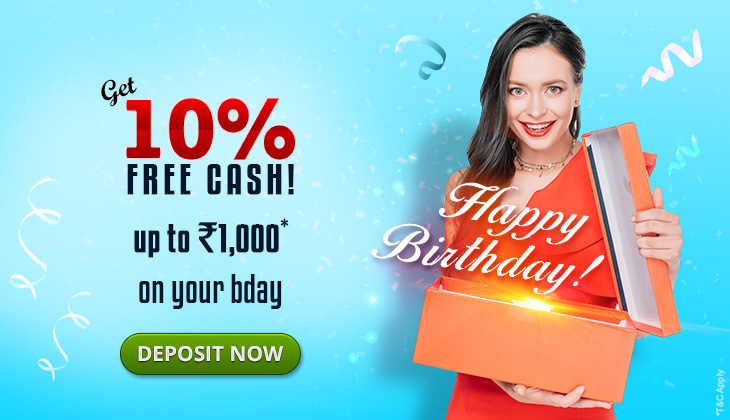 Get
10%
FREE CASH!
up to ₹1,000*
on your bday
DEPOSIT NOW
Happy
Birthday!
*T&C Apply